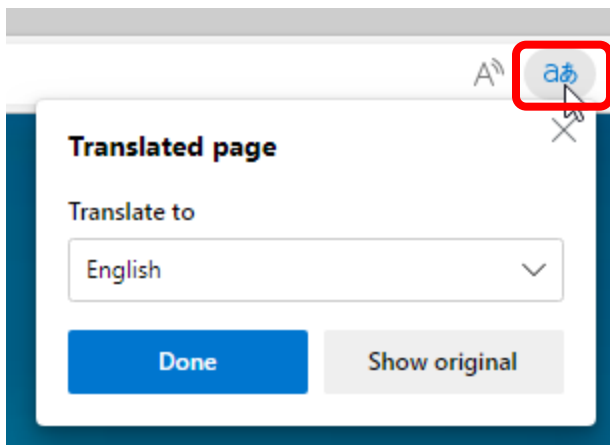 A
aあ
Translated page
Translate to
English
Done
Show original